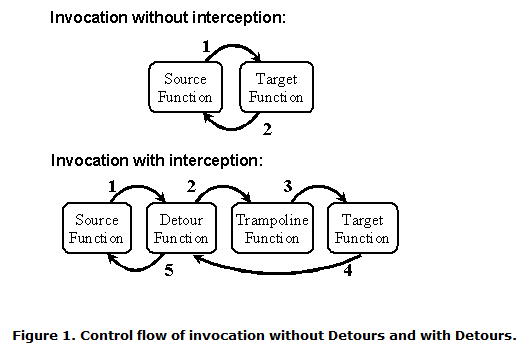 Invocation without interception:
1
Source Target
Function Function
2
Invocation with interception:
1 2 3
Source Detour Trampoline Target
Function Function Function Function
5 4
Figure 1. Control flow of invocation without Detours and with Detours.